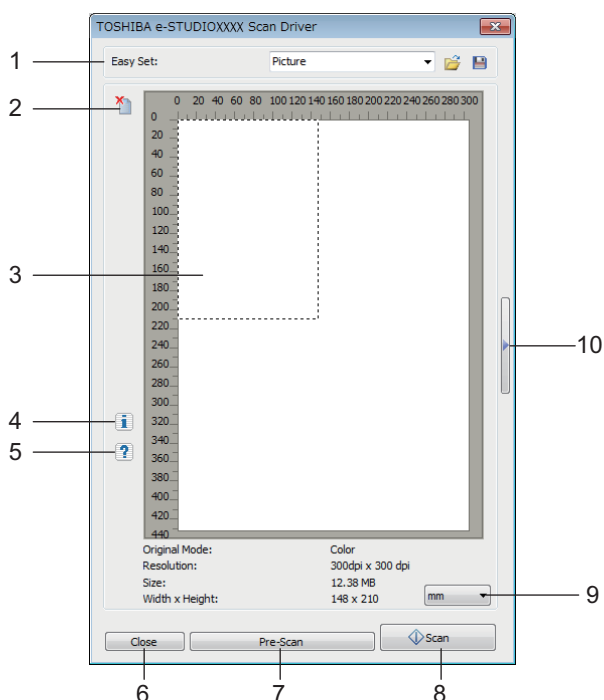 TOSHIBA e-STUDIOXXXX Scan Driver
1
Easy Set:
Picture
2
0 20 40 60 80 100 120 140 160 180 200 220 240 260 280 300
0
20
40
60
80
100
120
140
160
180
200
220
240
260
280
300
320
340
360
380
400
420
440
3
10
4
i
5
?
Original Mode: Color
Resolution: 300dpi x 300 dpi
Size: 12.38 MB
Width x Height: 148 x 210
mm
9
Close
Pre-Scan
Scan
6
7
8